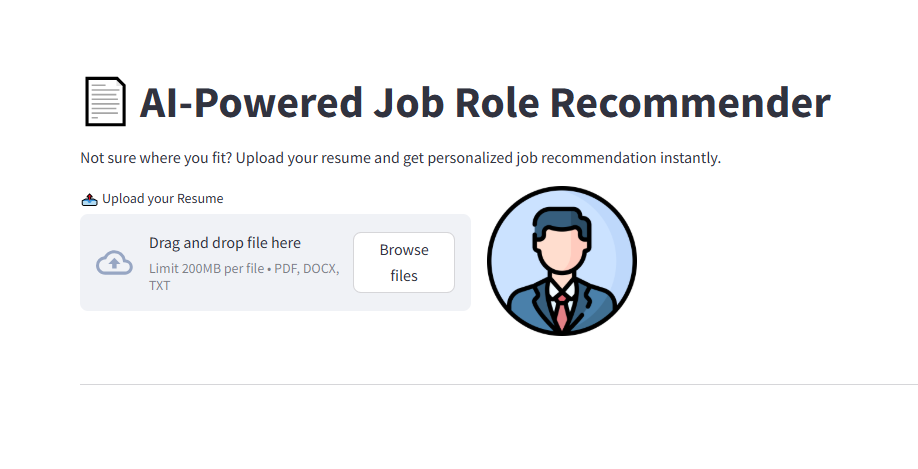 AI-Powered Job Role Recommender
Not sure where you fit? Upload your resume and get personalized job recommendation instantly.
Upload your Resume
Drag and drop file here
Limit 200MB per file • PDF, DOCX,
TXT
Browse
files